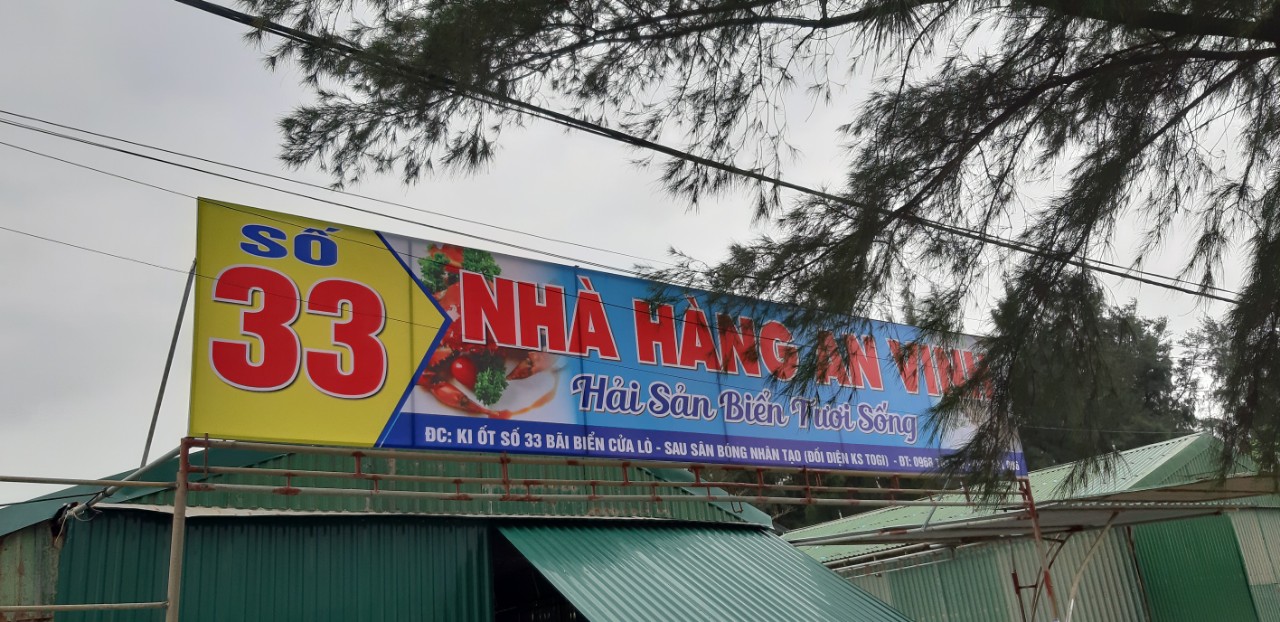 SỐ
33
NHÀ HÀNG AN VINH
Hải Sản Biển Tươi Sống
ĐC: KI ỐT SỐ 33 BÃI BIỂN CỬA LÒ - SAU SÂN BÓNG NHÂN TẠO (ĐỐI DIỆN KS TOGI) - ĐT: 0968